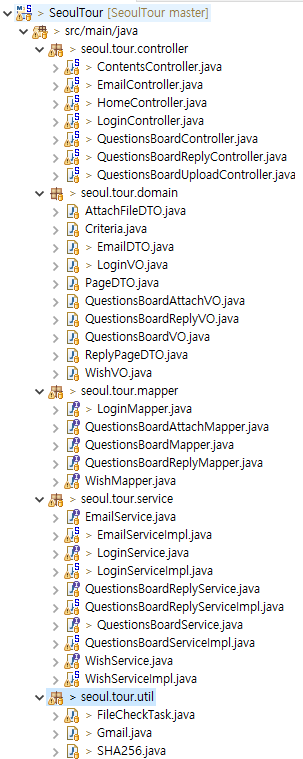 > SeoulTour [SeoulTour master]
> src/main/java
> seoul.tour.controller
> ContentsController.java
> EmailController.java
> HomeController.java
> LoginController.java
> QuestionsBoardController.java
> QuestionsBoardReplyController.java
> QuestionsBoardUploadController.java
> seoul.tour.domain
AttachFileDTO.java
Criteria.java
> EmailDTO.java
> LoginVO.java
PageDTO.java
QuestionsBoardAttachVO.java
QuestionsBoardReplyVO.java
QuestionsBoardVO.java
ReplyPageDTO.java
WishVO.java
> seoul.tour.mapper
> LoginMapper.java
QuestionsBoardAttachMapper.java
QuestionsBoardMapper.java
QuestionsBoardReplyMapper.java
WishMapper.java
> seoul.tour.service
EmailService.java
> EmailServiceImpl.java
> LoginService.java
> LoginServiceImpl.java
QuestionsBoardReplyService.java
QuestionsBoardReplyServiceImpl.java
> QuestionsBoardService.java
QuestionsBoardServiceImpl.java
WishService.java
WishServiceImpl.java
> seoul.tour.util
> FileCheckTask.java
> Gmail.java
> SHA256.java